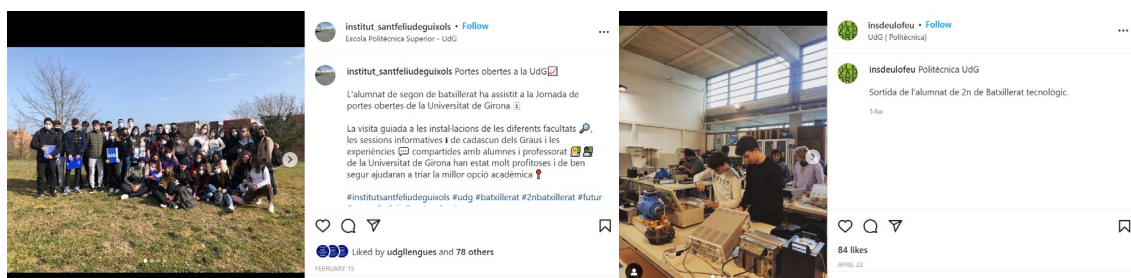 institut_santfeliudeguixols • Follow
Escola Politècnica Superior - UdG
institut_santfeliudeguixols Portes obertes a la UdG📈
L'alumnat de segon de batxillerat ha assistit a la Jornada de
portes obertes de la Universitat de Girona
La visita guiada a les instal·lacions de les diferents facultats 🔎,
les sessions informatives ℹ de cadascun dels Graus i les
experiències 💬 compartides amb alumnes i professorat 👩‍🏫
de la Universitat de Girona han estat molt profitoses i de ben
segur ajudaran a triar la millor opció acadèmica 📍
#institutsantfeliudeguixols #udg #batxillerat #2nbatxillerat #futur
Liked by udgllengues and 78 others
FEBRUARY 15
insdeulofeu • Follow
UdG ( Politècnica)
insdeulofeu Politècnica UdG
Sortida de l'alumnat de 2n de Batxillerat tecnològic.
14w
84 likes
APRIL 22